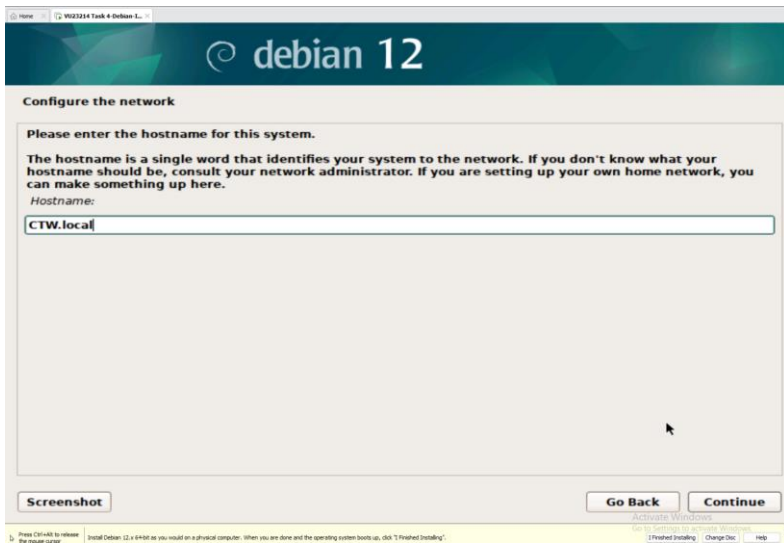 Home
VU23214 Task 4-Debian-I...
debian 12
Configure the network
Please enter the hostname for this system.
The hostname is a single word that identifies your system to the network. If you don't know what your
hostname should be, consult your network administrator. If you are setting up your own home network, you
can make something up here.
Hostname:
CTW.local
Screenshot
Go Back
Continue
Activate Windows
Go to Settings to activate Windows.
Press Ctrl+Alt to release
the mouse cursor
Install Debian 12.x 64-bit as you would on a physical computer. When you are done and the operating system boots up, click "I Finished Installing".
I Finished Installing
Change Disc
Help